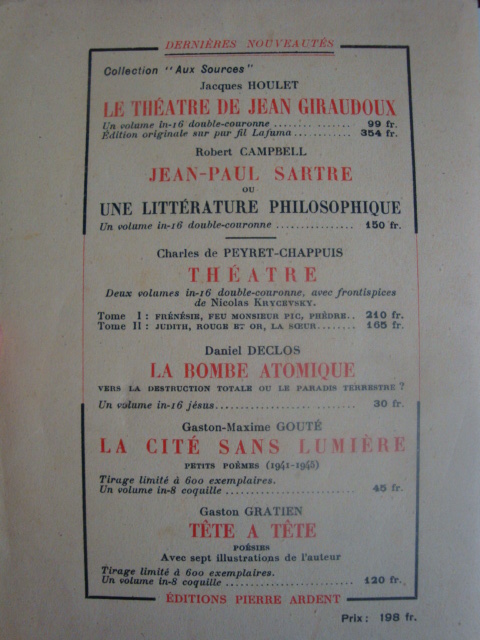 DERNIÈRES NOUVEAUTÉS
Collection "Aux Sources"
Jacques HOULET
LE THÉATRE DE JEAN GIRAUDOUX
Un volume in-16 double-couronne .................. 99 fr.
Édition originale sur pur fil Lafuma ............ 354 fr.
Robert CAMPBELL
JEAN-PAUL SARTRE
OU
UNE LITTÉRATURE PHILOSOPHIQUE
Un volume in-16 double-couronne ................ 150 fr.
Charles de PEYRET-CHAPPUIS
THÉATRE
Deux volumes in-16 double-couronne, avec frontispices
de Nicolas KRYCEVSKY.
Tome I : FRÉNÉSIE, FEU MONSIEUR PIC, PHÈDRE.. 210 fr.
Tome II : JUDITH, ROUGE ET OR, LA SŒUR........ 165 fr.
Daniel DECLOS
LA BOMBE ATOMIQUE
VERS LA DESTRUCTION TOTALE OU LE PARADIS TERRESTRE ?
Un volume in-16 jésus............................. 30 fr.
Gaston-Maxime GOUTÉ
LA CITÉ SANS LUMIÈRE
PETITS POÈMES (1941-1945)
Tirage limité à 600 exemplaires.
Un volume in-8 coquille .......................... 45 fr.
Gaston GRATIEN
TÊTE A TÊTE
POÉSIES
Avec sept illustrations de l'auteur
Tirage limité à 600 exemplaires.
Un volume in-8 coquille .......................... 120 fr.
ÉDITIONS PIERRE ARDENT
Prix : 198 fr.